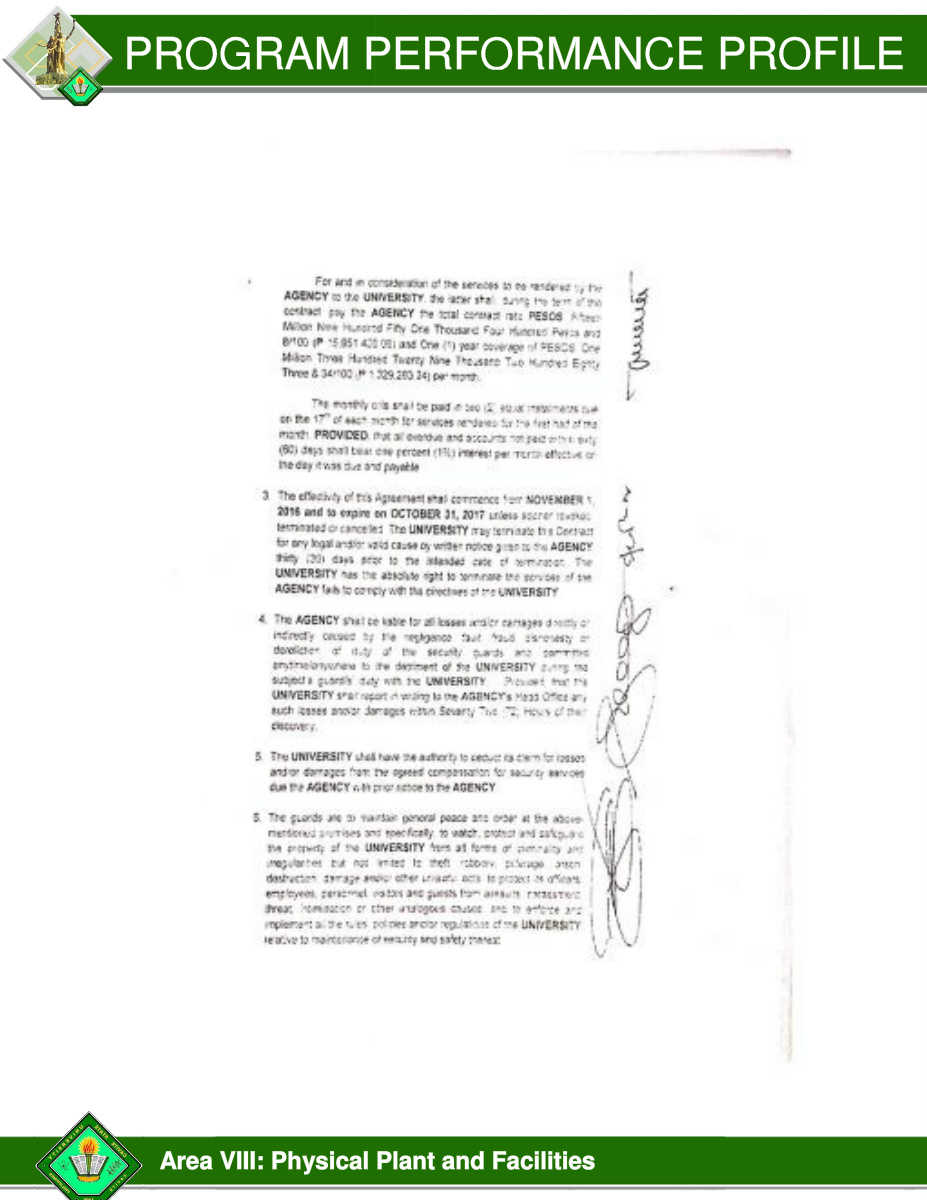 PROGRAM PERFORMANCE PROFILE
For and in consideration of the services to be rendered by the
AGENCY to the UNIVERSITY, the latter shall, during the term of this
contract, pay the AGENCY the total contract rate PESOS: Fifteen
Million Nine Hundred Fifty One Thousand Four Hundred Pesos and
8/100 (₱ 15,951,400.08) and One (1) year coverage of PESOS: One
Million Three Hundred Twenty Nine Thousand Two Hundred Eighty
Three & 34/100 (₱ 1,329,283.34) per month.
The monthly bills shall be paid in two (2) equal installments due
on the 17th of each month for services rendered for the first half of the
month. PROVIDED, that all overdue and accounts not paid within sixty
(60) days shall bear one percent (1%) interest per month effective on
the day it was due and payable
3. The effectivity of this Agreement shall commence from NOVEMBER 1,
2016 and to expire on OCTOBER 31, 2017 unless sooner revoked,
terminated or cancelled. The UNIVERSITY may terminate this Contract
for any legal and/or valid cause by written notice given to the AGENCY
thirty (30) days prior to the intended date of termination. The
UNIVERSITY has the absolute right to terminate the services of the
AGENCY fails to comply with the directives of the UNIVERSITY
4. The AGENCY shall be liable for all losses and/or damages directly or
indirectly caused by the negligence, fault, fraud, dishonesty or
dereliction of duty of the security guards and committed
anytime/anywhere to the detriment of the UNIVERSITY during the
subject's guard's duty with the UNIVERSITY. Provided, that the
UNIVERSITY shall report in writing to the AGENCY's Head Office any
such losses and/or damages within Seventy Two (72) Hours of their
discovery.
5. The UNIVERSITY shall have the authority to deduct its claim for losses
and/or damages from the agreed compensation for security services
due the AGENCY with prior notice to the AGENCY
6. The guards are to maintain general peace and order at the above-
mentioned premises and specifically, to watch, protect and safeguard
the property of the UNIVERSITY from all forms of criminality and
irregularities but not limited to theft, robbery, pilferage, arson,
destruction, damage and/or other unlawful acts, to protect its officers,
employees, personnel, visitors and guests from assault, harassment,
threat, intimidation or other analogous causes, and to enforce and
implement all the rules, policies and/or regulations of the UNIVERSITY
relative to maintenance of security and safety thereat
Area VIII: Physical Plant and Facilities